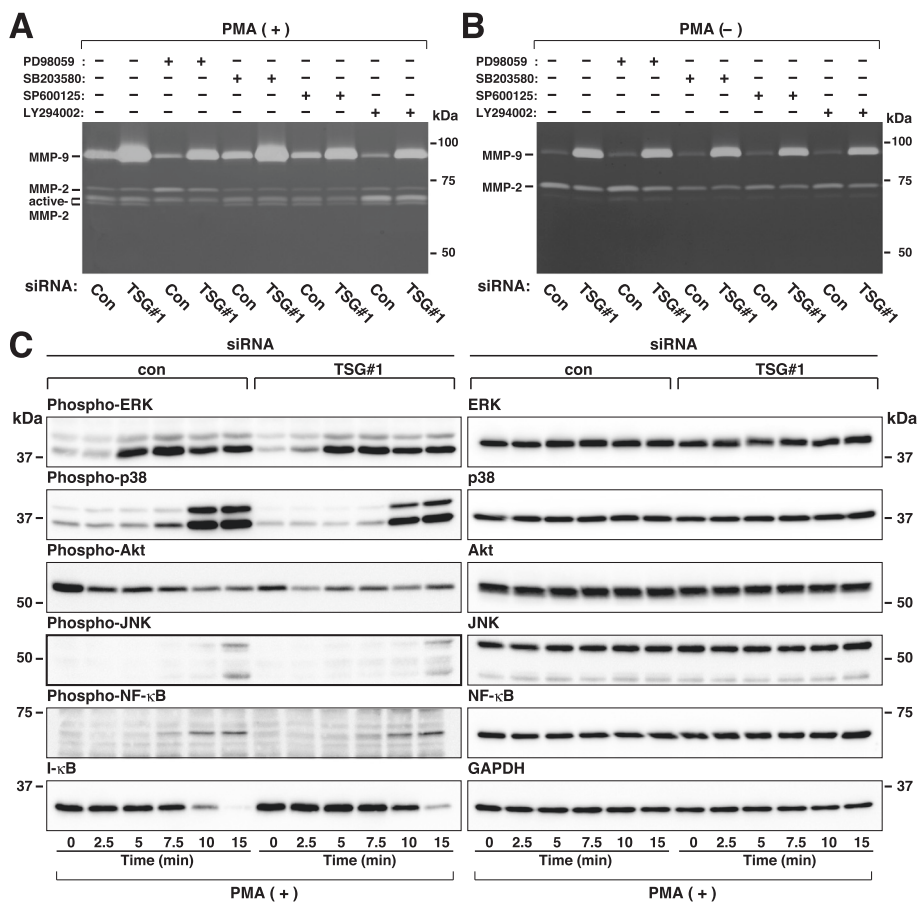 A
PMA ( + )
PD98059 : – – + + – – – – – –
SB203580: – – – – + + – – – –
SP600125: – – – – – – + + – –
LY294002: – – – – – – – – + +
kDa
MMP-9
MMP-2
active-
MMP-2
100
75
50
siRNA: Con TSG#1 Con TSG#1 Con TSG#1 Con TSG#1 Con TSG#1
B
PMA (– )
PD98059 : – – + + – – – – – –
SB203580: – – – – + + – – – –
SP600125: – – – – – – + + – –
LY294002: – – – – – – – – + +
kDa
MMP-9
MMP-2
100
75
50
siRNA: Con TSG#1 Con TSG#1 Con TSG#1 Con TSG#1 Con TSG#1
C
siRNA
con TSG#1
kDa
Phospho-ERK
37
Phospho-p38
37
Phospho-Akt
50
Phospho-JNK
50
Phospho-NF-κB
75
I-κB
37
0 2.5 5 7.5 10 15 0 2.5 5 7.5 10 15
Time (min) Time (min)
PMA ( + )
siRNA
con TSG#1
kDa
ERK
37
p38
37
Akt
50
JNK
50
NF-κB
75
GAPDH
37
0 2.5 5 7.5 10 15 0 2.5 5 7.5 10 15
Time (min) Time (min)
PMA ( + )